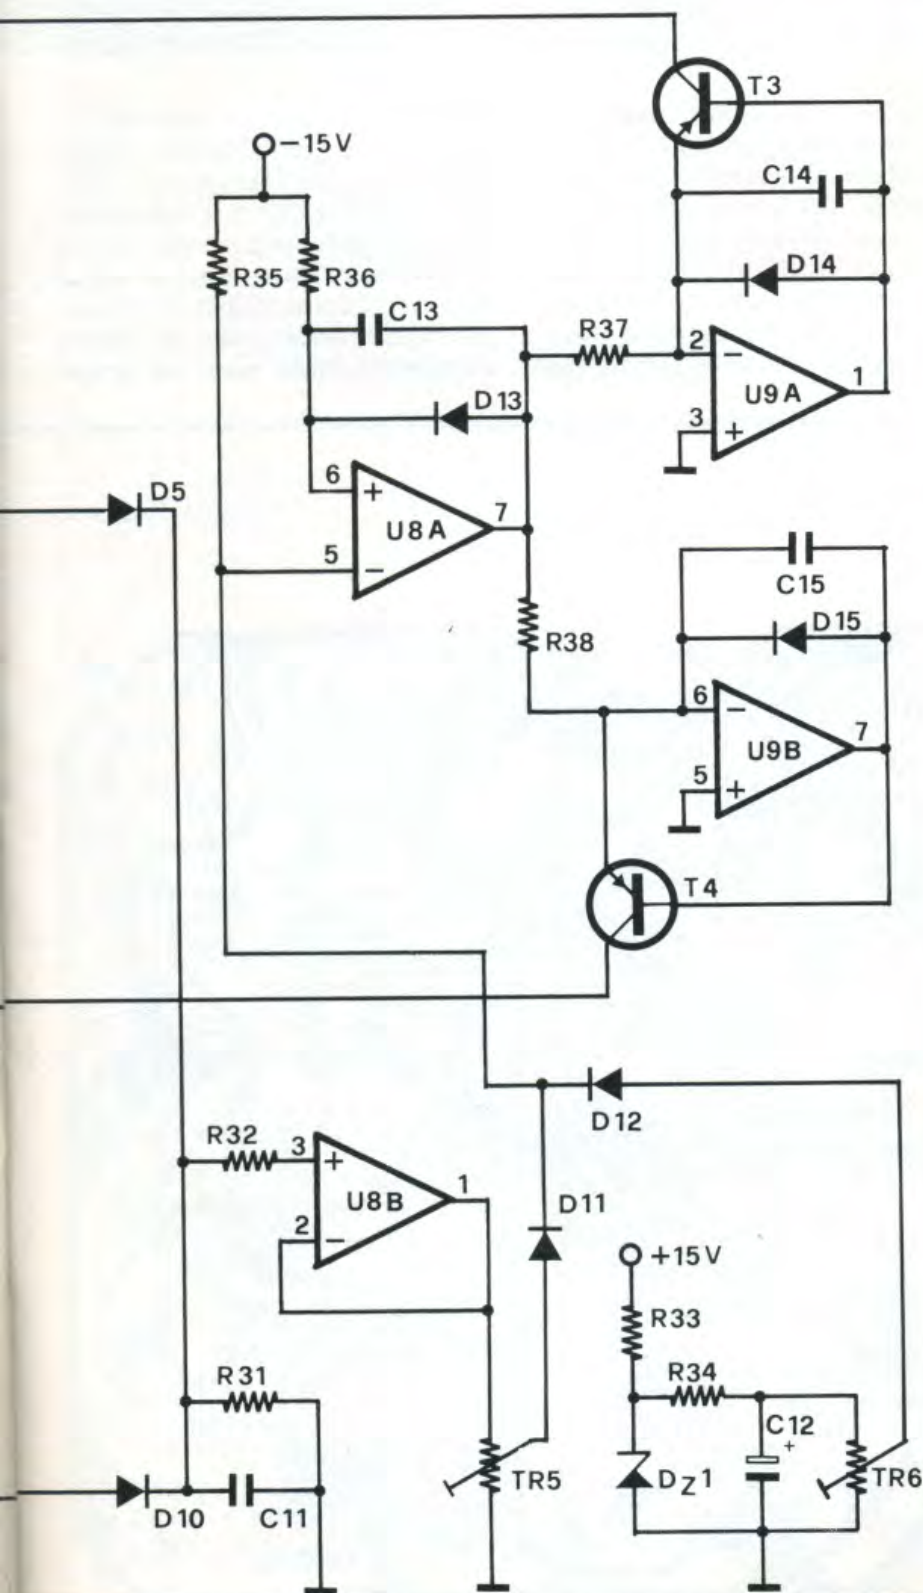 T3
−15V
C14
R35
R36
D14
C13
R37
2
−
U9A
1
3
+
D13
D5
6
+
U8A
7
5
−
C15
D15
R38
6
−
U9B
7
5
+
T4
D12
R32
3
+
U8B
1
2
−
D11
+15V
R33
R34
R31
C12
+
TR5
DZ1
TR6
D10
C11